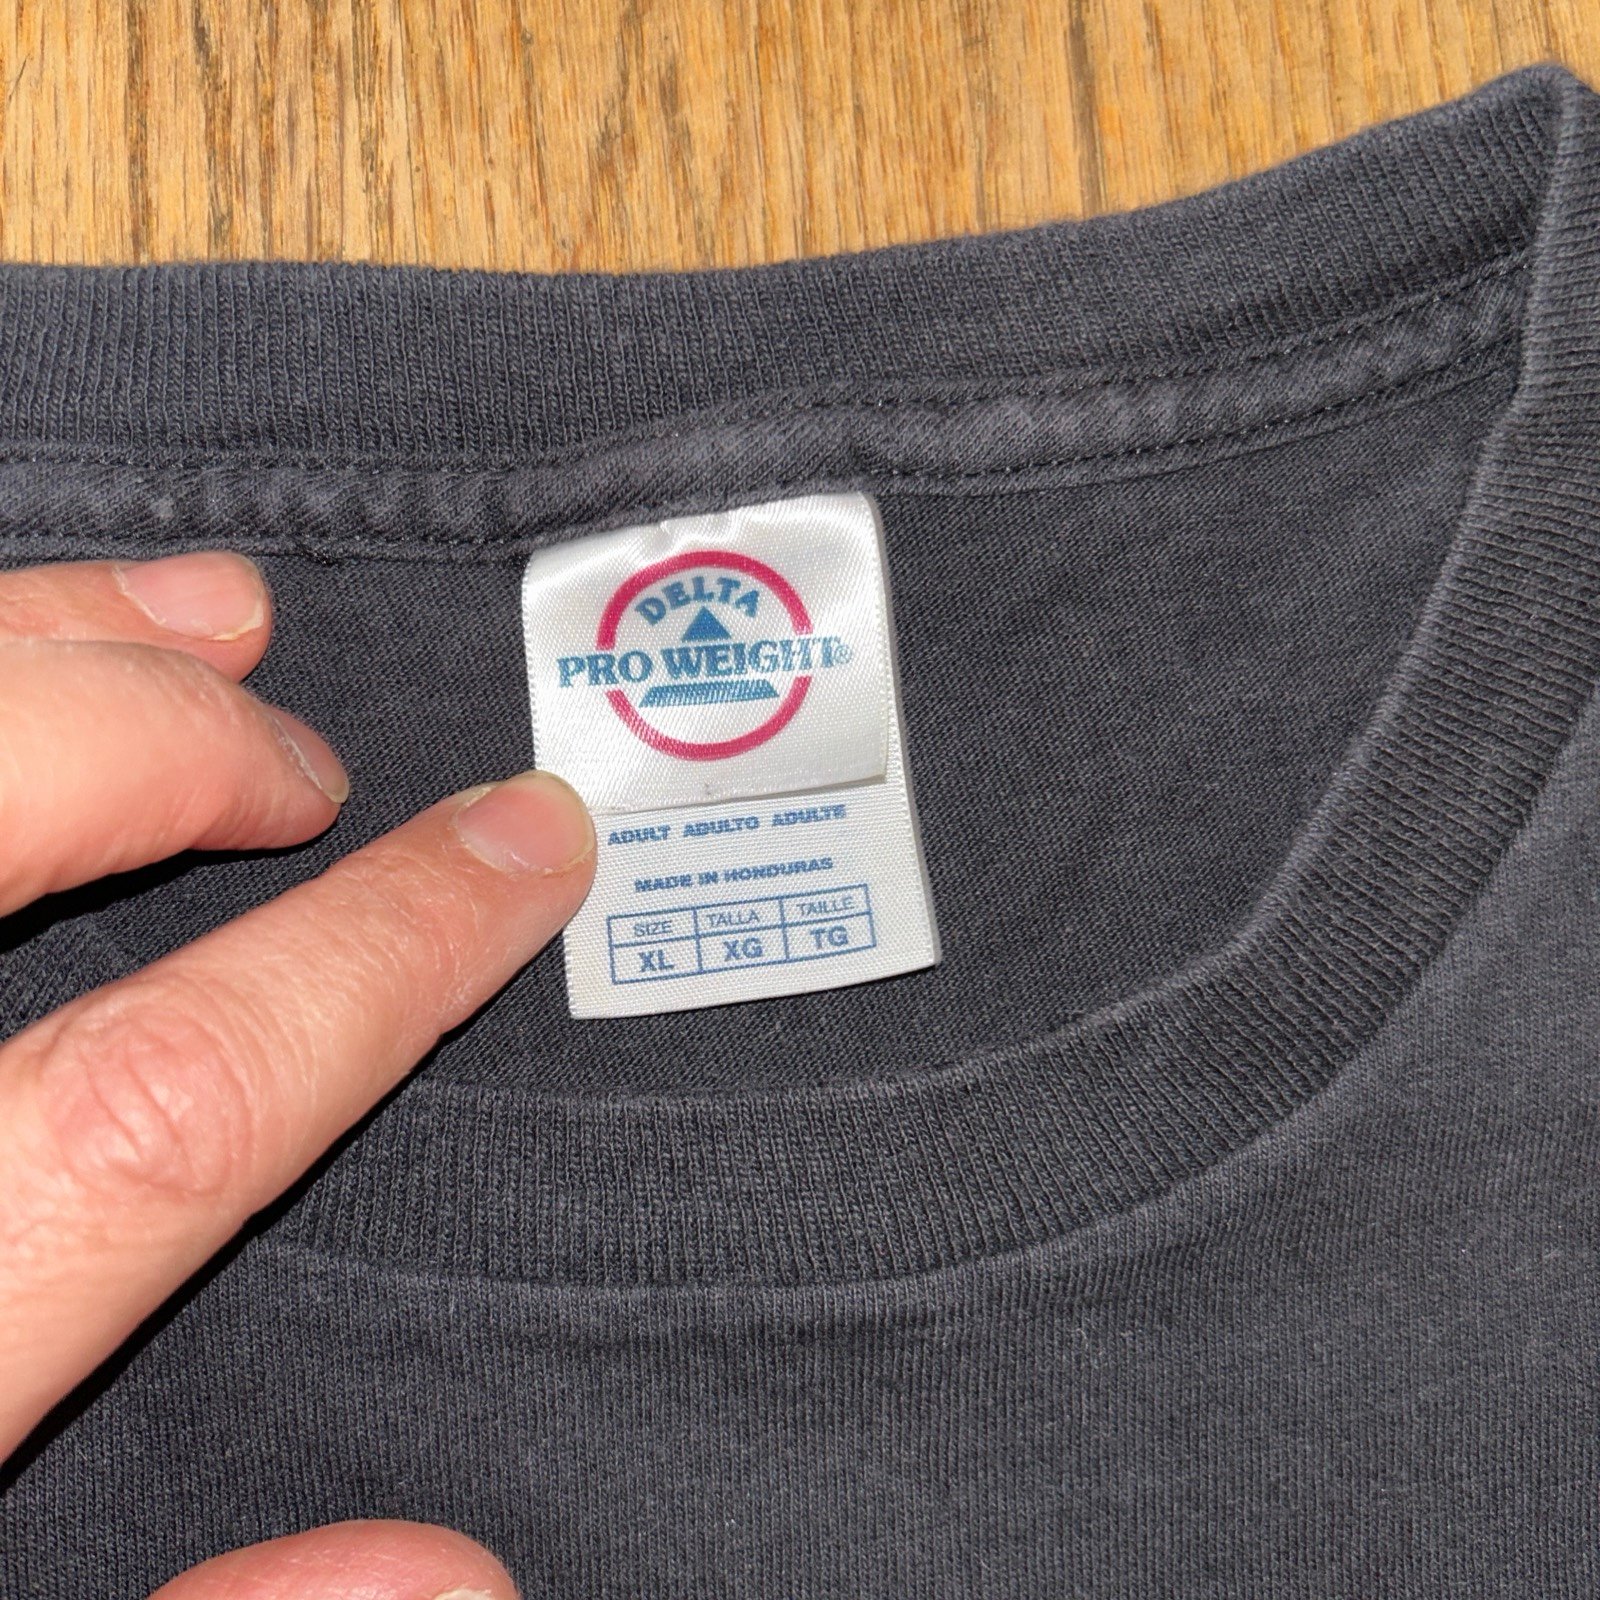 DELTA
PRO WEIGHT®
ADULT ADULTO ADULTE
MADE IN HONDURAS
SIZE TALLA TAILLE
XL XG TG